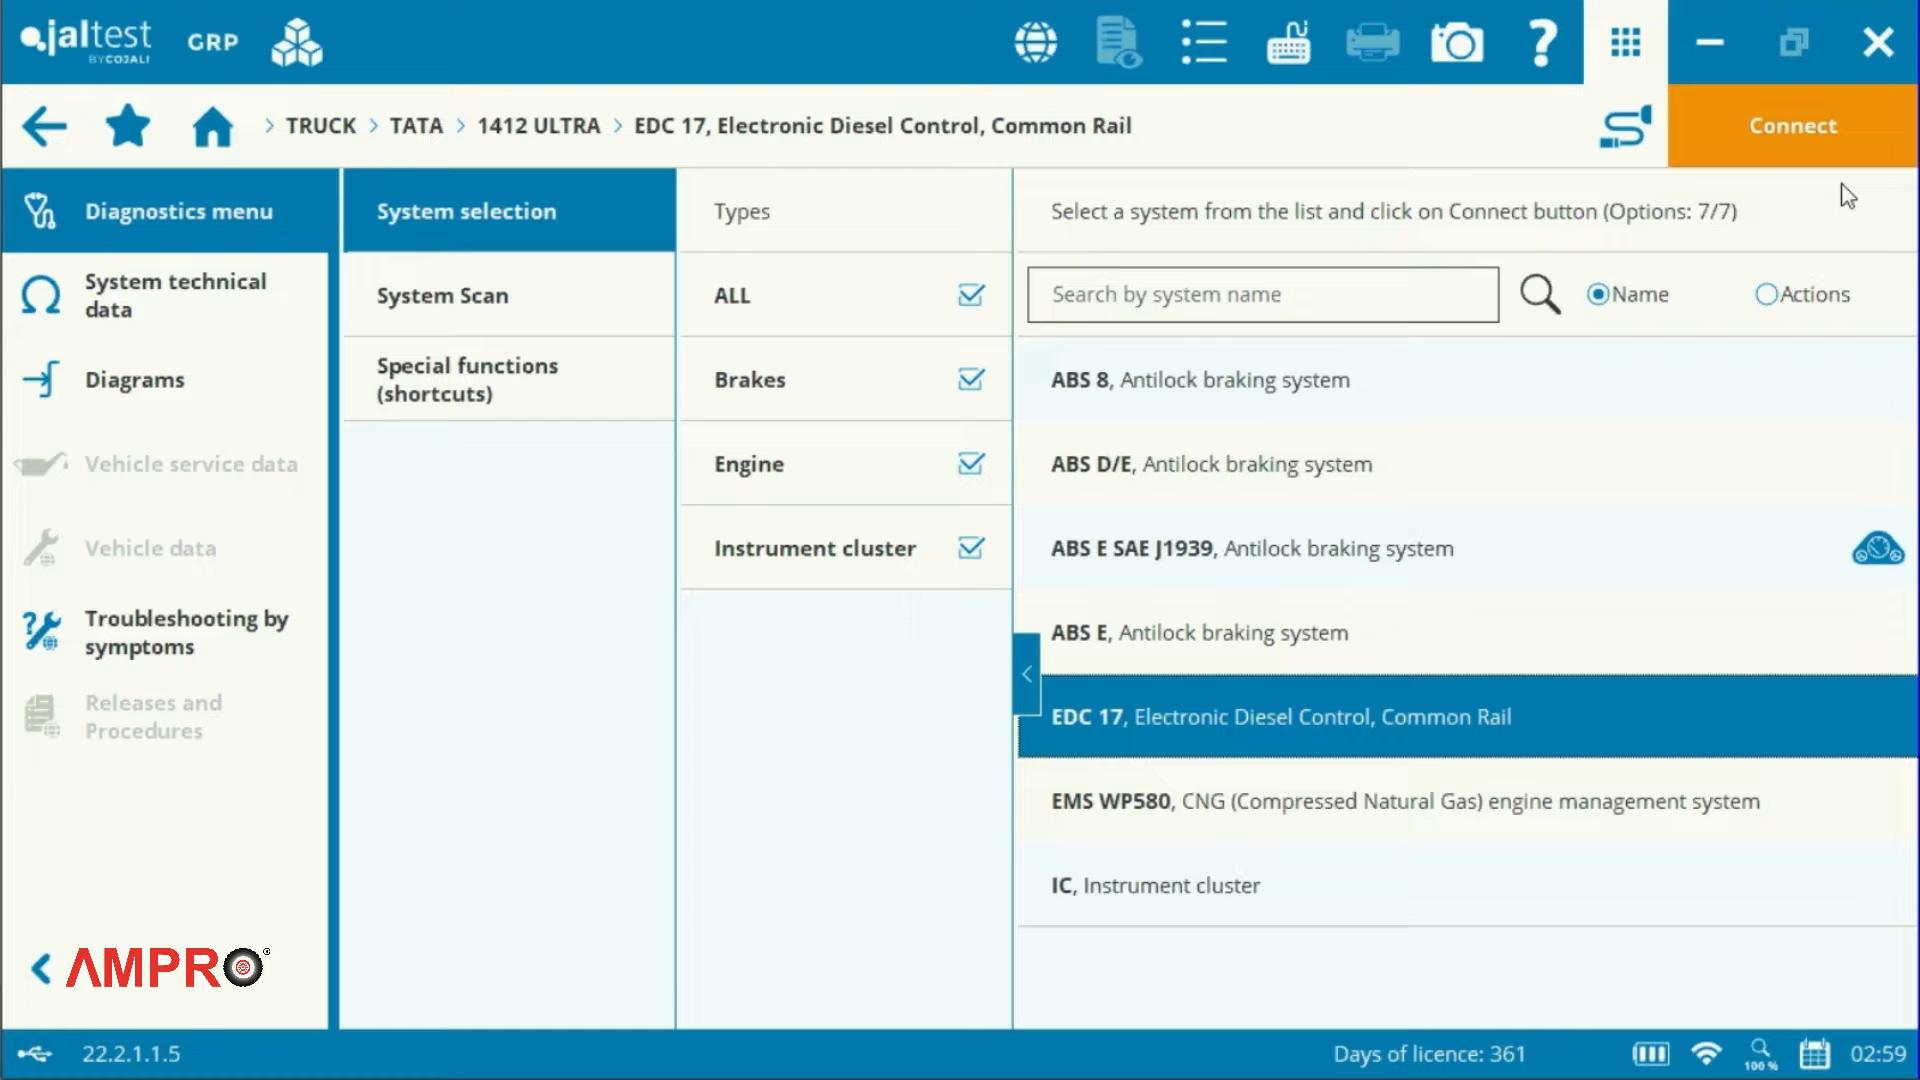 jaltest
BY COJALI
GRP
?
> TRUCK > TATA > 1412 ULTRA > EDC 17, Electronic Diesel Control, Common Rail
Connect
Diagnostics menu
System technical
data
Diagrams
Vehicle service data
Vehicle data
Troubleshooting by
symptoms
Releases and
Procedures
AMPRO
System selection
System Scan
Special functions
(shortcuts)
Types
ALL
Brakes
Engine
Instrument cluster
Select a system from the list and click on Connect button (Options: 7/7)
Search by system name
Name
Actions
ABS 8, Antilock braking system
ABS D/E, Antilock braking system
ABS E SAE J1939, Antilock braking system
ABS E, Antilock braking system
EDC 17, Electronic Diesel Control, Common Rail
EMS WP580, CNG (Compressed Natural Gas) engine management system
IC, Instrument cluster
22.2.1.1.5
Days of licence: 361
100 %
02:59